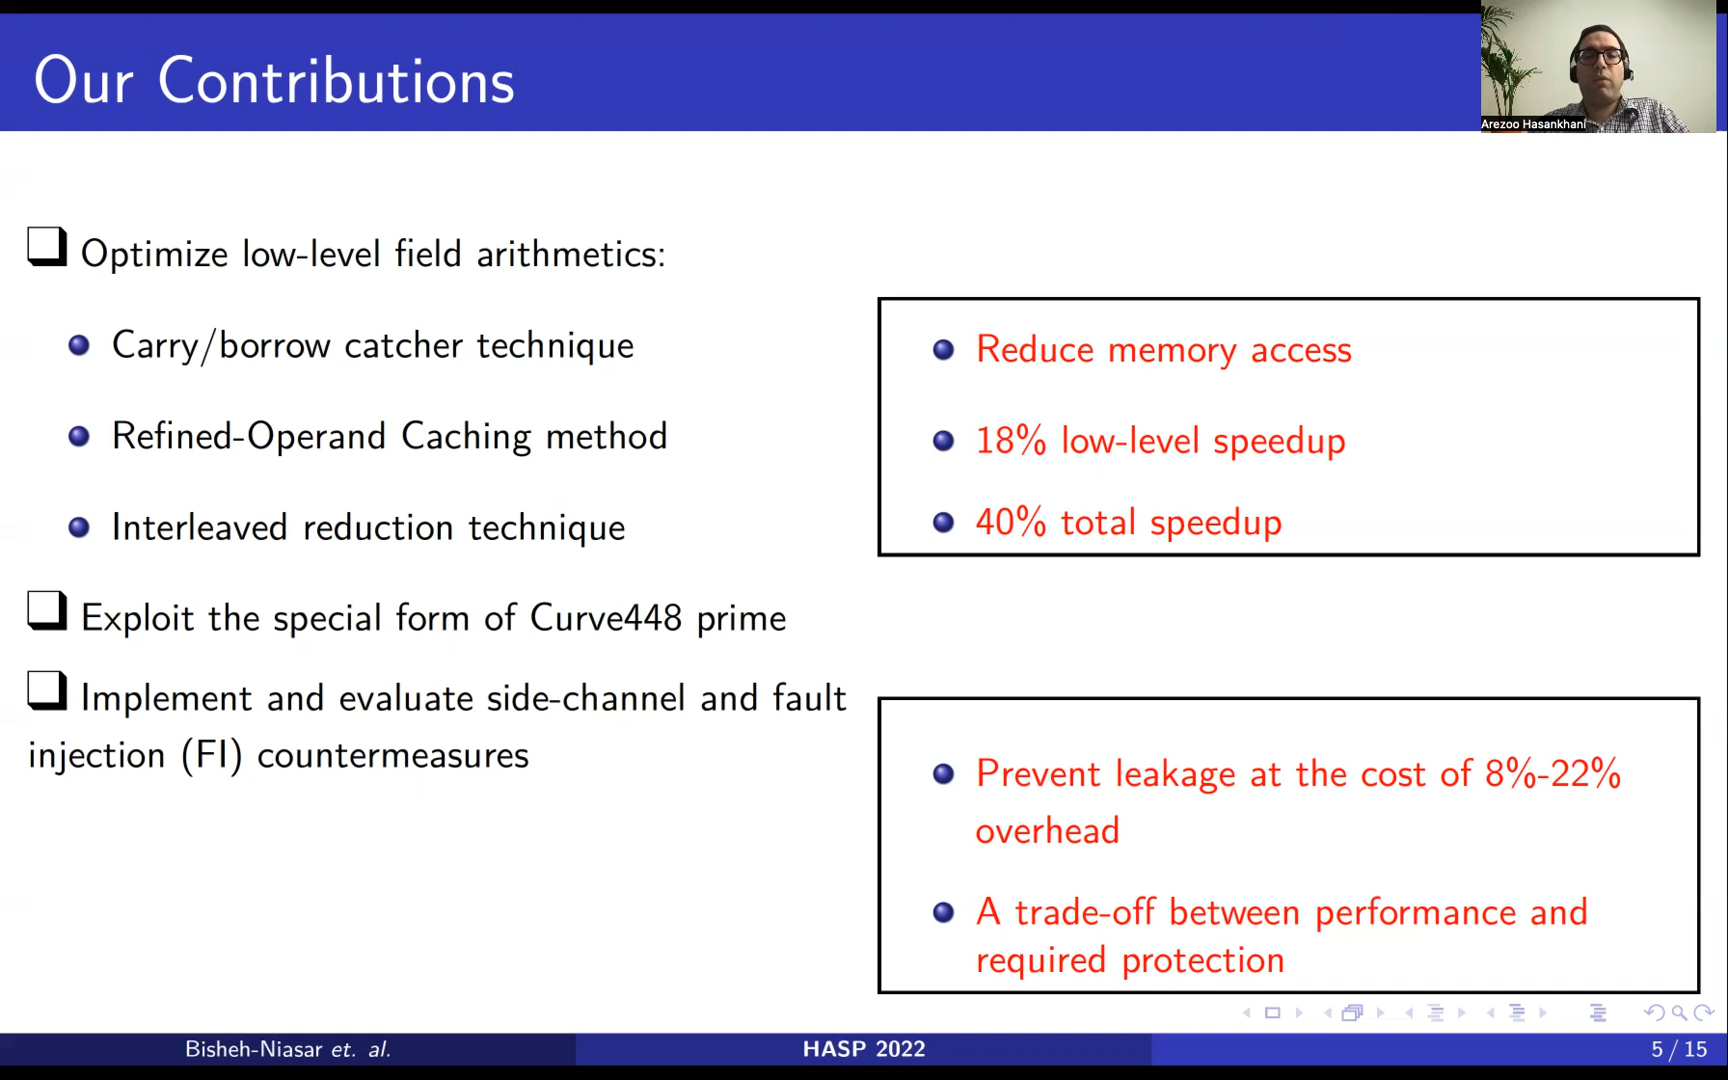 Our Contributions
Arezoo Hasankhani
Optimize low-level field arithmetics:
Carry/borrow catcher technique
Refined-Operand Caching method
Interleaved reduction technique
Reduce memory access
18% low-level speedup
40% total speedup
Exploit the special form of Curve448 prime
Implement and evaluate side-channel and fault
injection (FI) countermeasures
Prevent leakage at the cost of 8%-22%
overhead
A trade-off between performance and
required protection
Bisheh-Niasar et. al.
HASP 2022
5 / 15